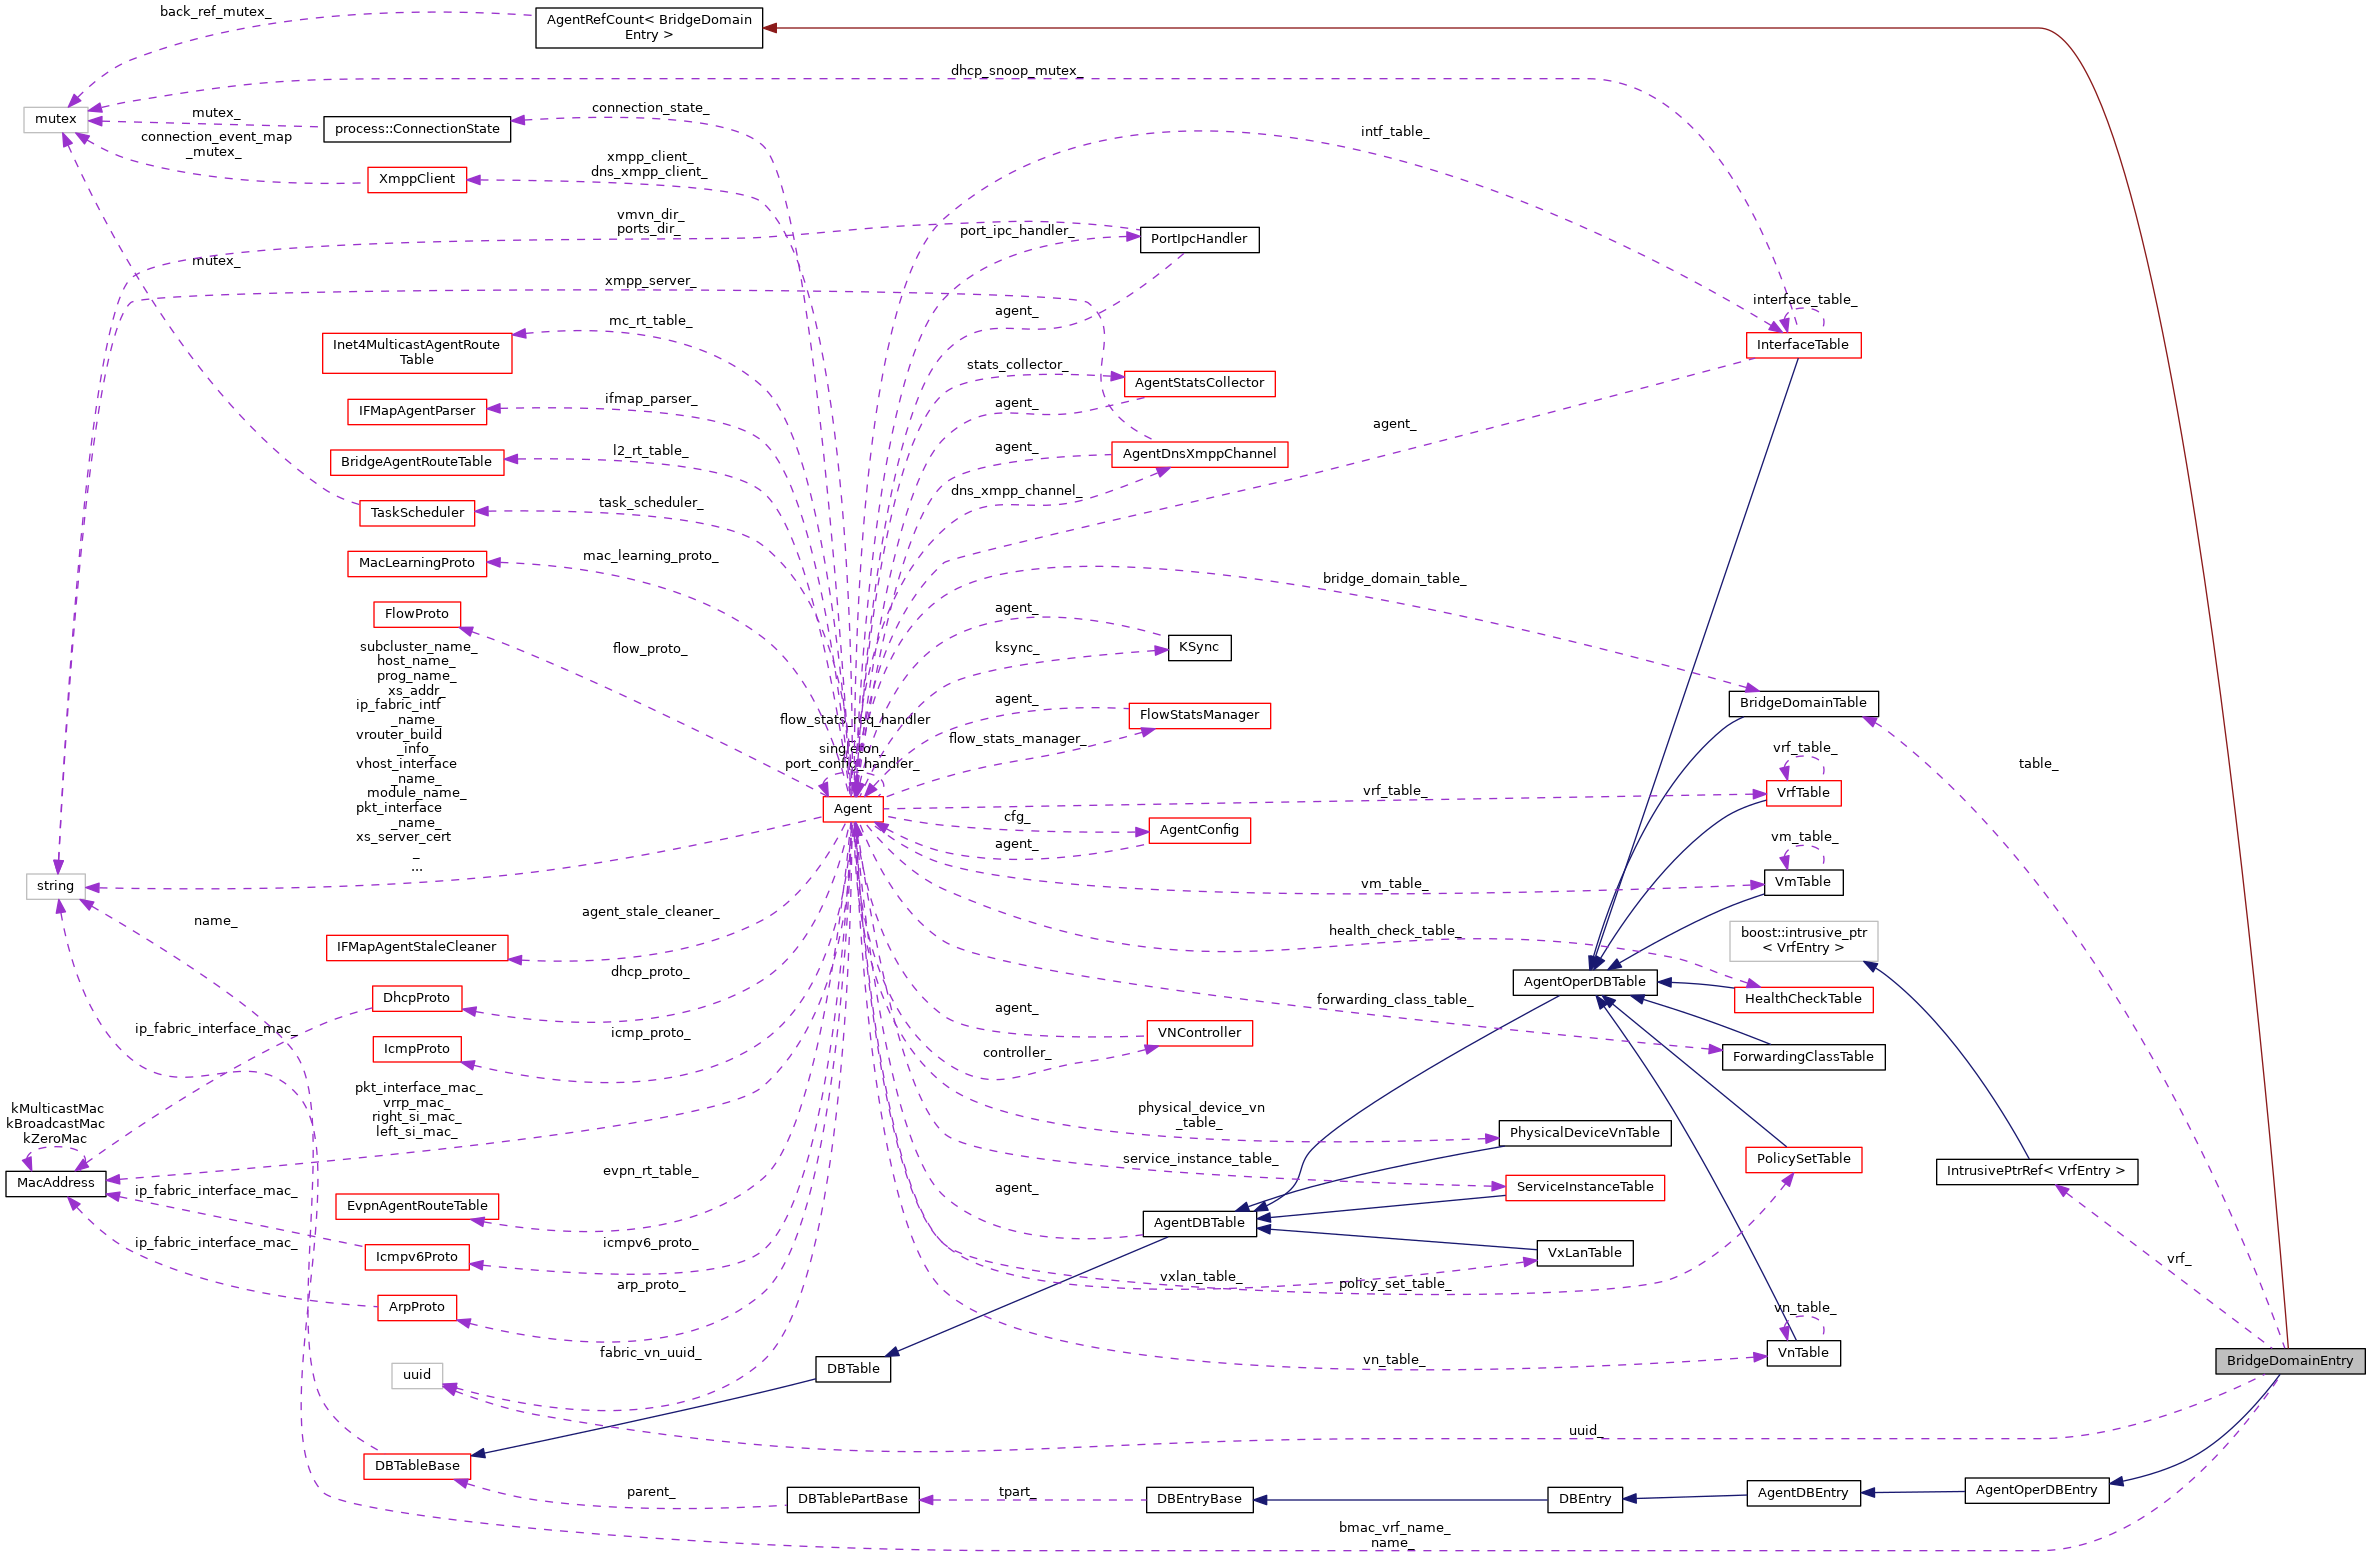 back_ref_mutex_
AgentRefCount< BridgeDomain
Entry >
dhcp_snoop_mutex_
mutex
mutex_
connection_state_
process::ConnectionState
connection_event_map
_mutex_
intf_table_
xmpp_client_
dns_xmpp_client_
XmppClient
vmvn_dir_
ports_dir_
port_ipc_handler_
PortIpcHandler
mutex_
xmpp_server_
interface_table_
agent_
mc_rt_table_
Inet4MulticastAgentRoute
Table
InterfaceTable
stats_collector_
AgentStatsCollector
ifmap_parser_
agent_
IFMapAgentParser
agent_
l2_rt_table_
agent_
BridgeAgentRouteTable
AgentDnsXmppChannel
dns_xmpp_channel_
task_scheduler_
TaskScheduler
mac_learning_proto_
MacLearningProto
bridge_domain_table_
FlowProto
agent_
flow_proto_
ksync_
KSync
subcluster_name_
host_name_
prog_name_
xs_addr_
ip_fabric_intf
_name_
vrouter_build
_info_
vhost_interface
_name_
module_name_
pkt_interface
_name_
xs_server_cert
_
...
agent_
BridgeDomainTable
FlowStatsManager
flow_stats_req_handler
_
flow_stats_manager_
singleton_
port_config_handler_
vrf_table_
table_
vrf_table_
VrfTable
Agent
cfg_
AgentConfig
agent_
vm_table_
vm_table_
VmTable
string
name_
agent_stale_cleaner_
IFMapAgentStaleCleaner
health_check_table_
boost::intrusive_ptr
< VrfEntry >
dhcp_proto_
AgentOperDBTable
DhcpProto
HealthCheckTable
forwarding_class_table_
agent_
ip_fabric_interface_mac_
icmp_proto_
VNController
IcmpProto
controller_
ForwardingClassTable
pkt_interface_mac_
vrrp_mac_
right_si_mac_
left_si_mac_
kMulticastMac
kBroadcastMac
kZeroMac
physical_device_vn
_table_
PhysicalDeviceVnTable
service_instance_table_
PolicySetTable
IntrusivePtrRef< VrfEntry >
MacAddress
ip_fabric_interface_mac_
evpn_rt_table_
agent_
ServiceInstanceTable
EvpnAgentRouteTable
AgentDBTable
ip_fabric_interface_mac_
icmpv6_proto_
Icmpv6Proto
VxLanTable
vrf_
arp_proto_
vxlan_table_
policy_set_table_
ArpProto
vn_table_
fabric_vn_uuid_
vn_table_
VnTable
BridgeDomainEntry
uuid
DBTable
uuid_
DBTableBase
parent_
DBTablePartBase
tpart_
DBEntryBase
DBEntry
AgentDBEntry
AgentOperDBEntry
bmac_vrf_name_
name_